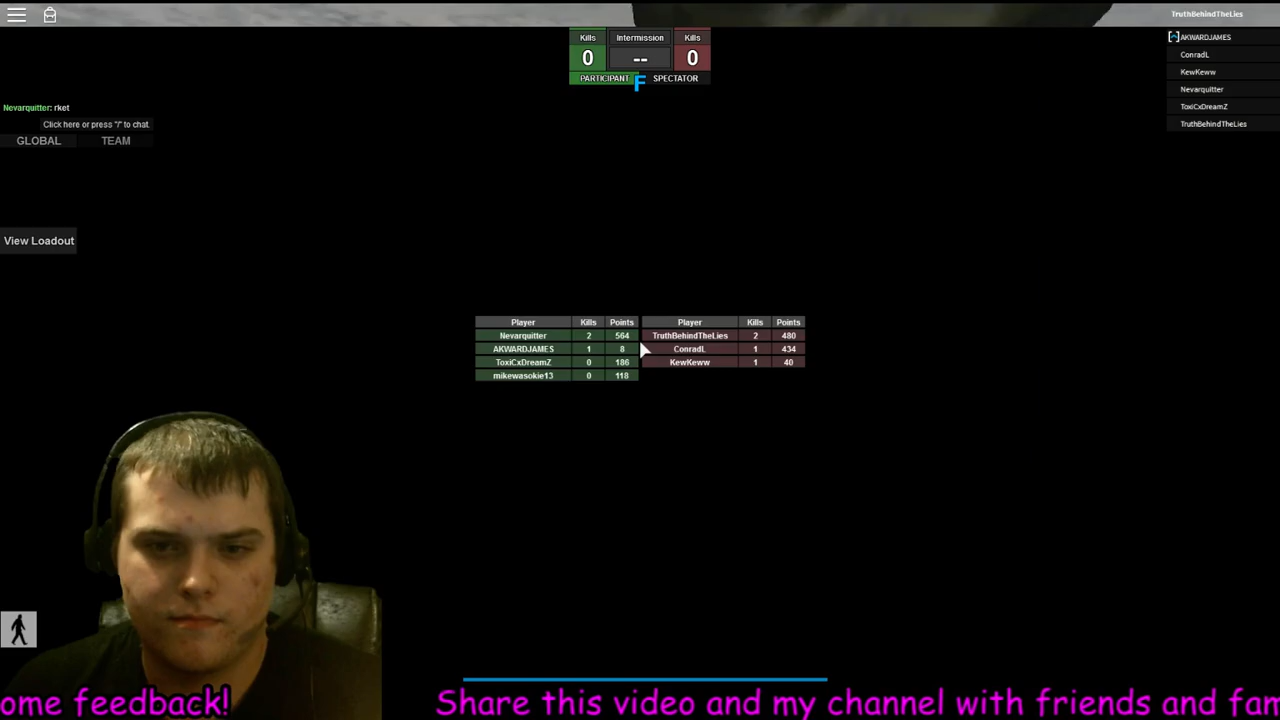 TruthBehindTheLies
AKWARDJAMES
ConradL
KewKeww
Nevarquitter
ToxiCxDreamZ
TruthBehindTheLies
Kills Intermission Kills
0 -- 0
PARTICIPANT F SPECTATOR
Nevarquitter: rket
Click here or press "/" to chat.
GLOBAL TEAM
View Loadout
Player Kills Points Player Kills Points
Nevarquitter 2 564 TruthBehindTheLies 2 480
AKWARDJAMES 1 8 ConradL 1 434
ToxiCxDreamZ 0 186 KewKeww 1 40
mikewasokie13 0 118
ome feedback! Share this video and my channel with friends and fam